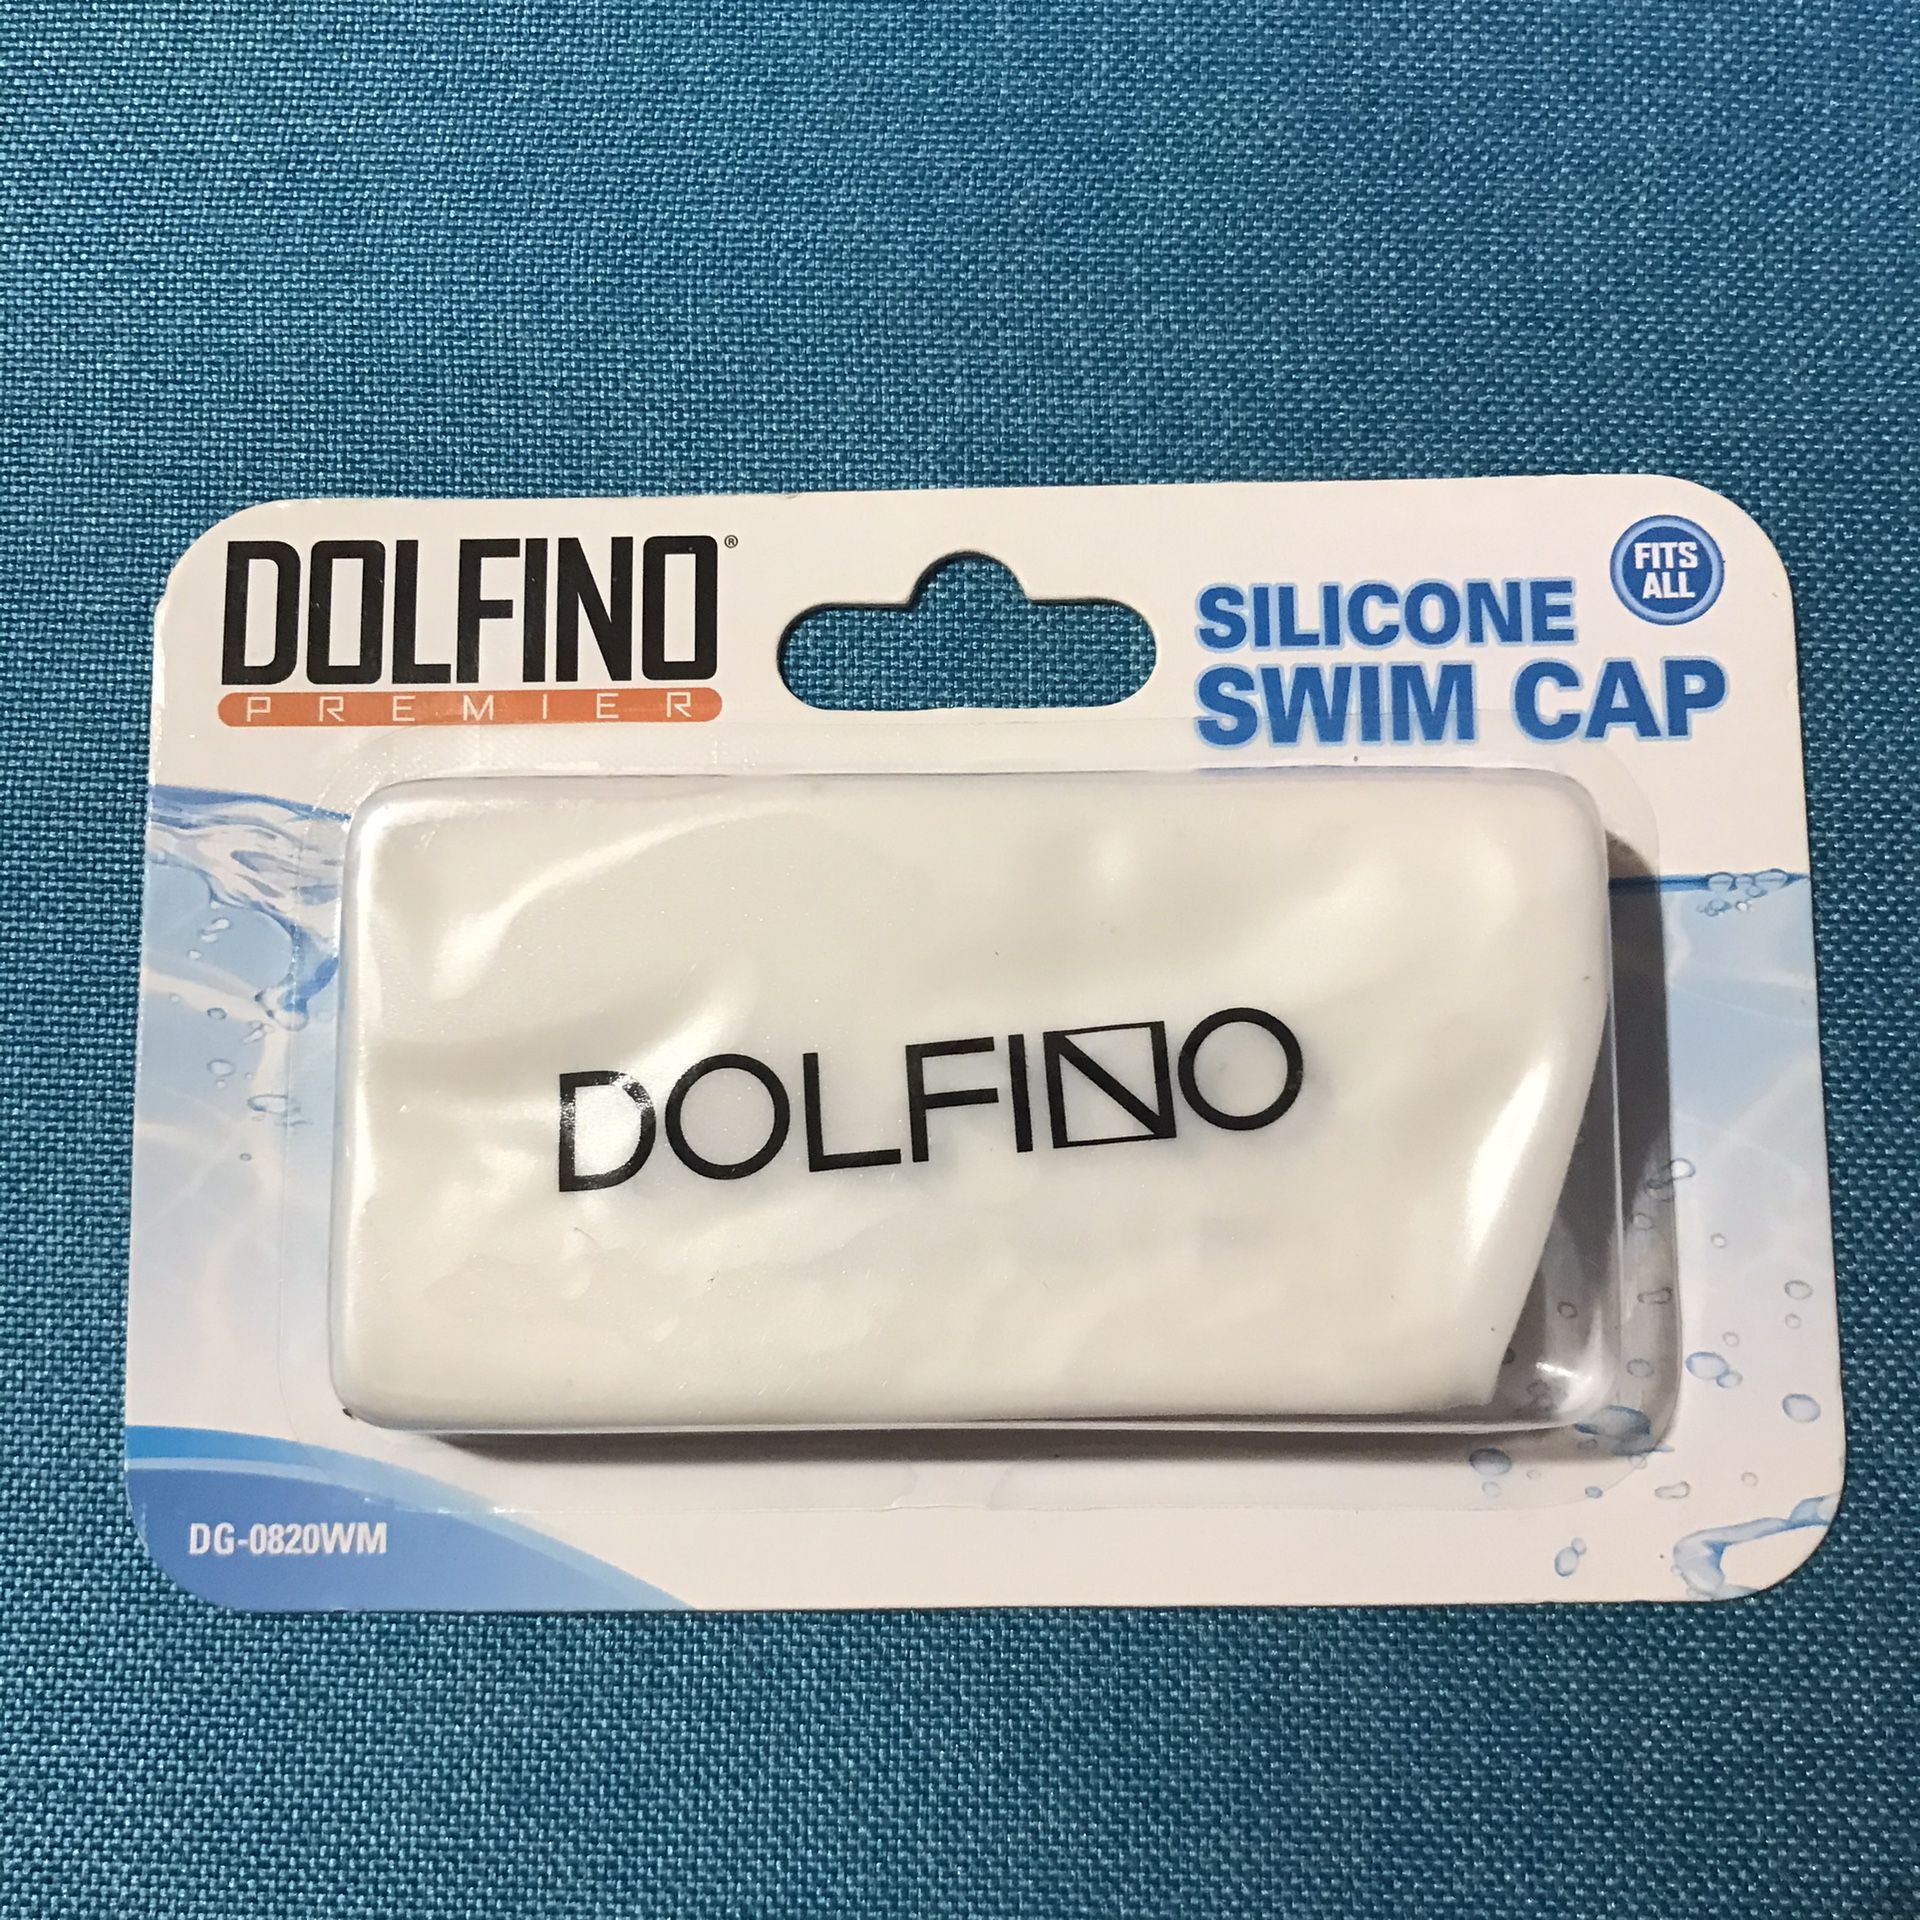 DOLFINO®
PREMIER
SILICONE
SWIM CAP
FITS
ALL
DOLFINO
DG-0820WM